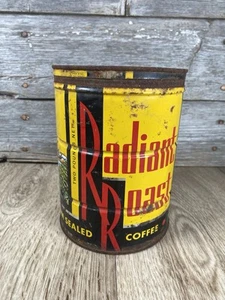 TWO POUNDS NET
Radiant
Roast
SEALED
COFFEE